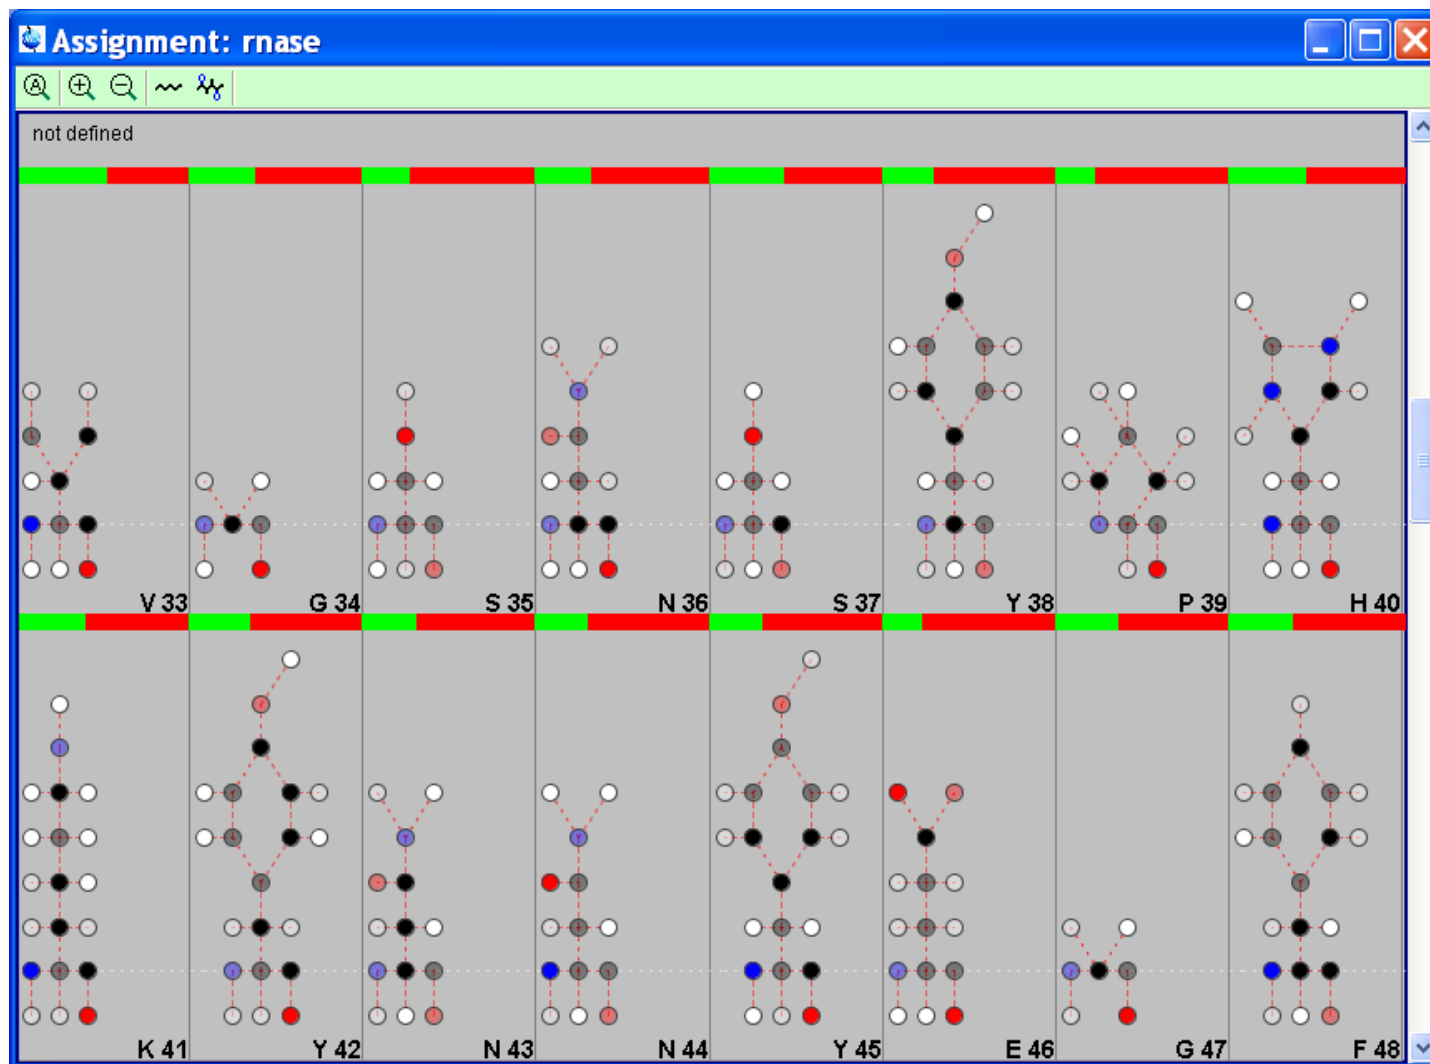 Assignment: rnase
not defined
V 33 G 34 S 35 N 36 S 37 Y 38 P 39 H 40
K 41 Y 42 N 43 N 44 Y 45 E 46 G 47 F 48